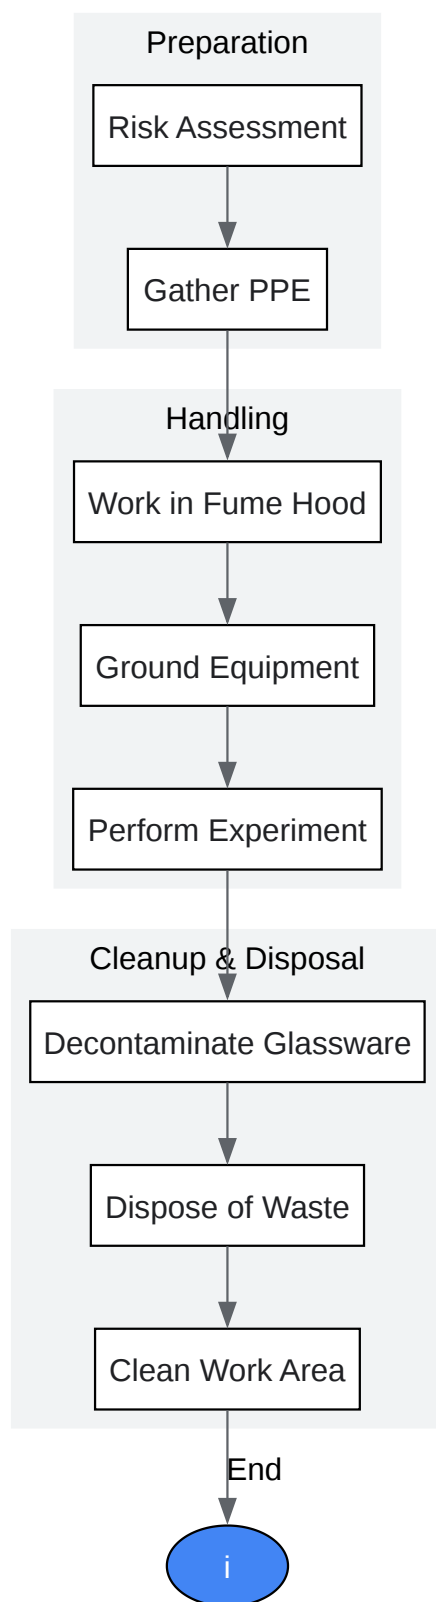 Preparation
Risk Assessment
Gather PPE
Handling
Work in Fume Hood
Ground Equipment
Perform Experiment
Cleanup & Disposal
Decontaminate Glassware
Dispose of Waste
Clean Work Area
End
i